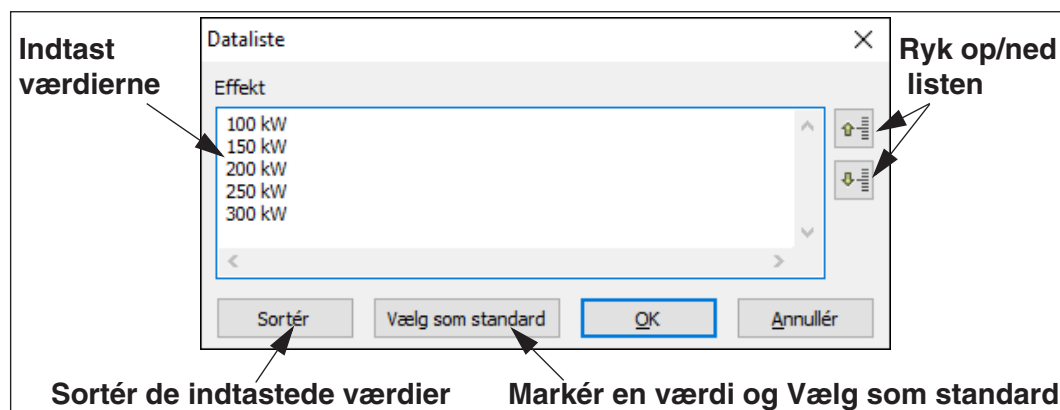 Indtast
værdierne
Dataliste
Ryk op/ned
listen
Effekt
100 kW
150 kW
200 kW
250 kW
300 kW
Sortér
Vælg som standard
OK
Annullér
Sortér de indtastede værdier
Markér en værdi og Vælg som standard